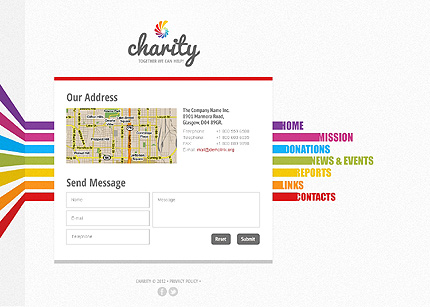 charity
TOGETHER WE CAN HELP!
Our Address
The Company Name Inc.
8901 Marmora Road,
Glasgow, D04 89GR.
Freephone: +1 800 559 6580
Telephone: +1 800 603 6035
FAX: +1 800 889 9898
E-mail: mail@demolink.org
HOME
MISSION
DONATIONS
NEWS & EVENTS
REPORTS
LINKS
CONTACTS
Send Message
Name
Message
E-mail
Telephone
Reset
Submit
CHARITY © 2012 • PRIVACY POLICY •